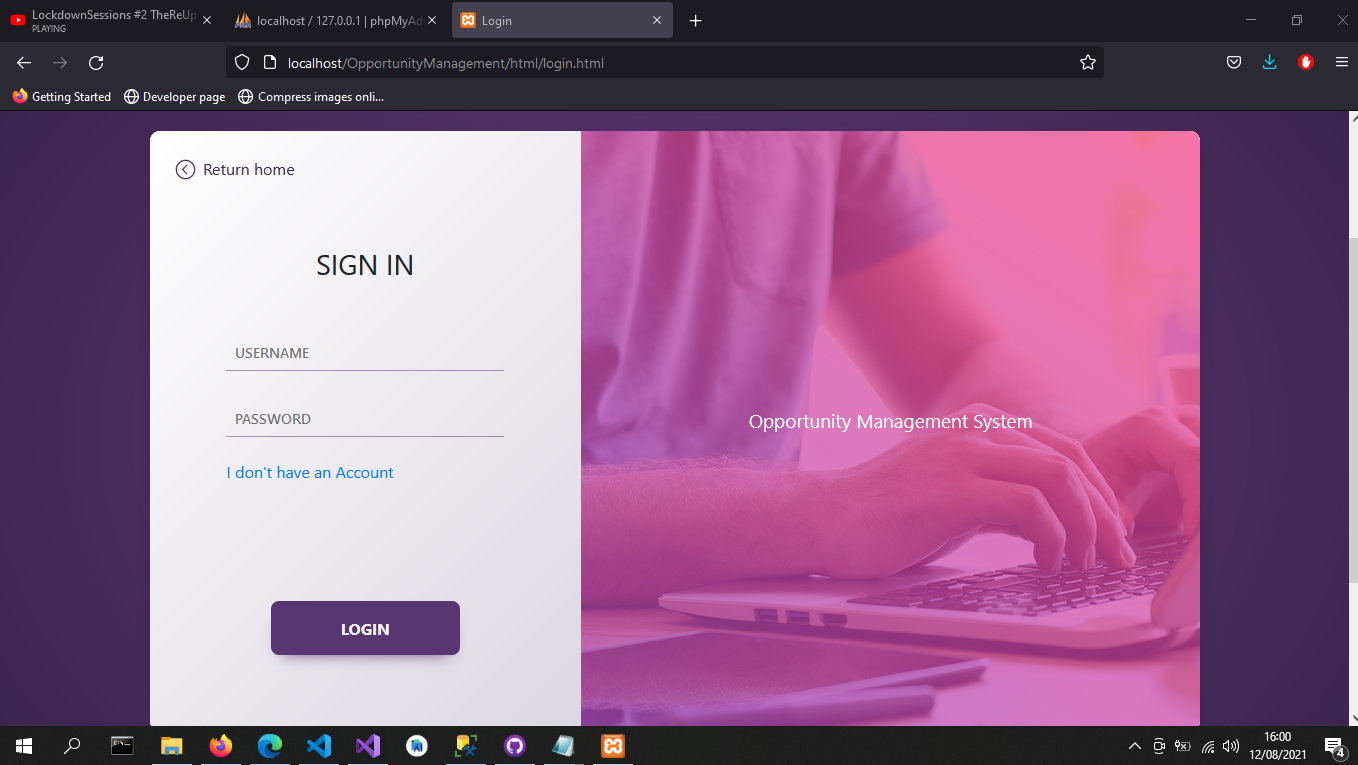 LockdownSessions #2 TheReUp
PLAYING
localhost / 127.0.0.1 | phpMyAd
Login
localhost/OpportunityManagement/html/login.html
Getting Started
Developer page
Compress images onli...
Return home
SIGN IN
USERNAME
PASSWORD
I don't have an Account
LOGIN
Opportunity Management System
16:00
12/08/2021
4